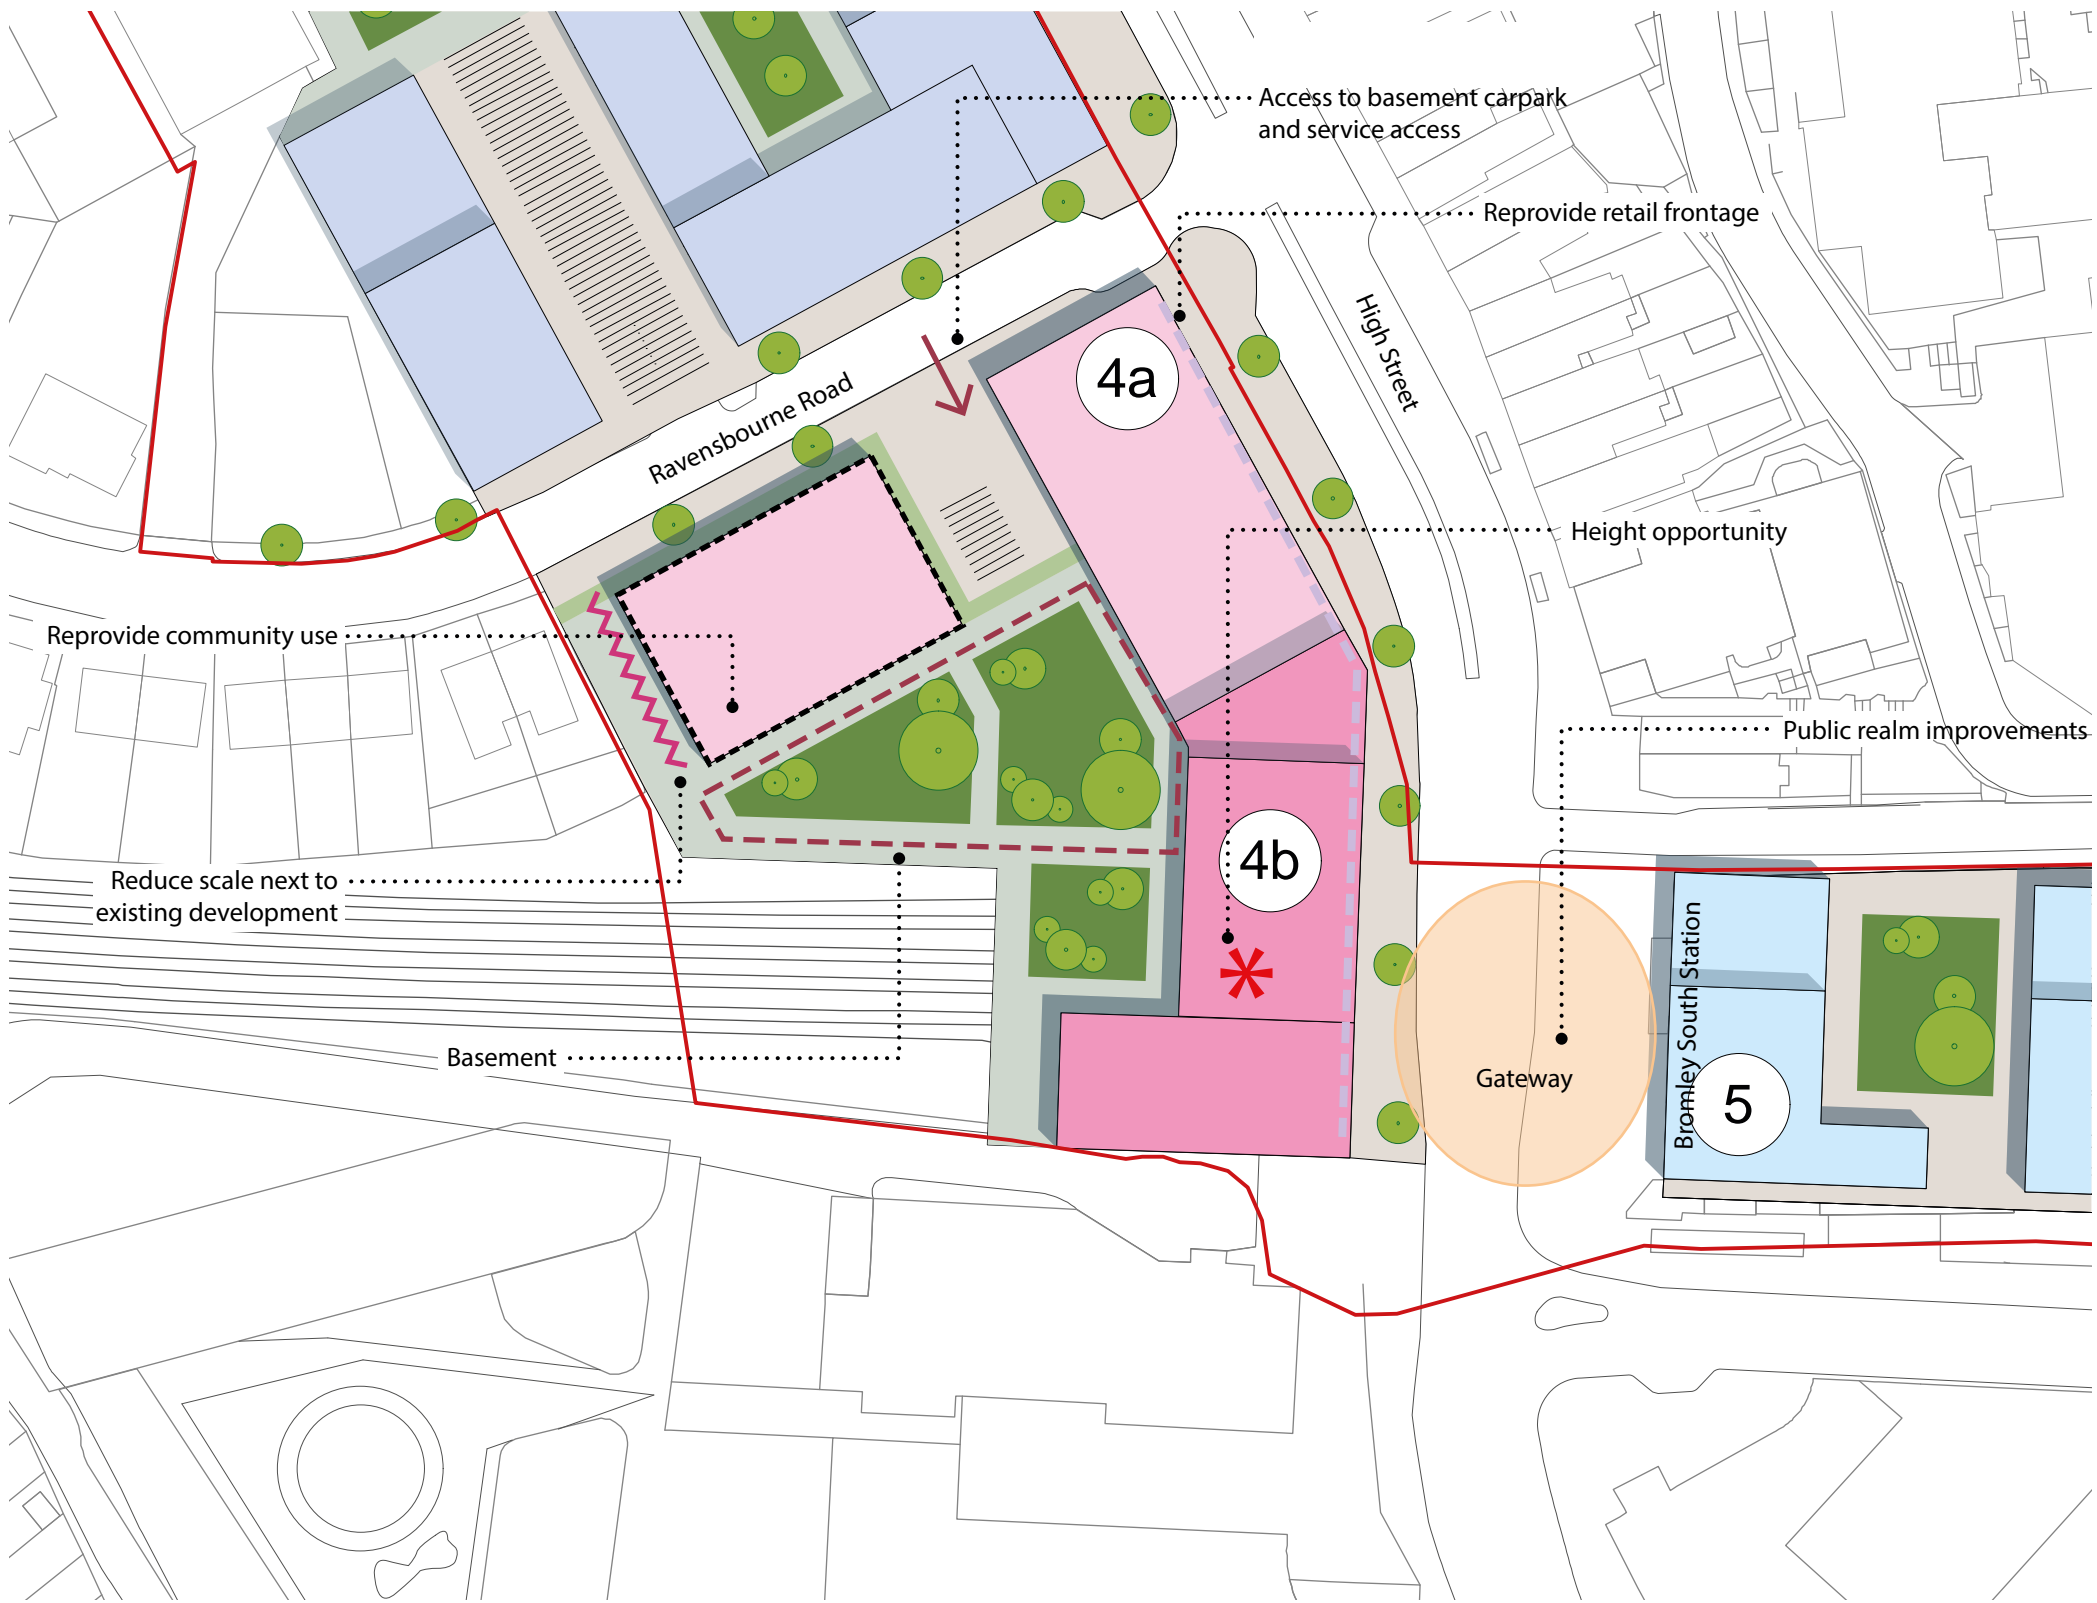 Access to basement carpark
and service access
Reprovide retail frontage
High Street
4a
Ravensbourne Road
Height opportunity
Reprovide community use
Public realm improvements
4b
Reduce scale next to
existing development
Bromley South Station
Basement
Gateway
5